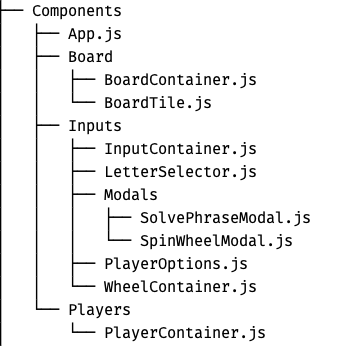 ├── Components
│   ├── App.js
│   ├── Board
│   │   ├── BoardContainer.js
│   │   └── BoardTile.js
│   ├── Inputs
│   │   ├── InputContainer.js
│   │   ├── LetterSelector.js
│   │   ├── Modals
│   │   │   ├── SolvePhraseModal.js
│   │   │   └── SpinWheelModal.js
│   │   ├── PlayerOptions.js
│   │   └── WheelContainer.js
│   └── Players
│       └── PlayerContainer.js